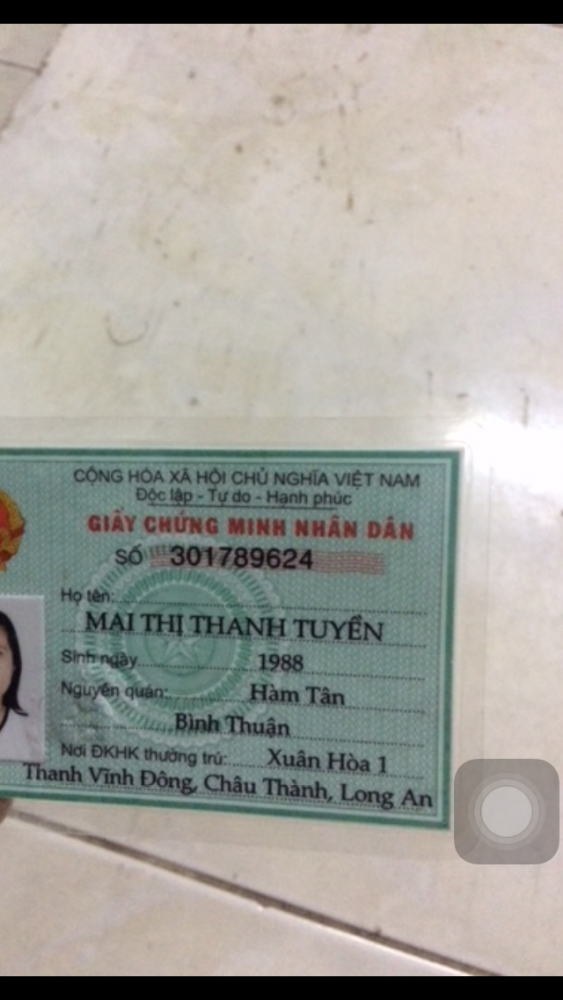 CỘNG HÒA XÃ HỘI CHỦ NGHĨA VIỆT NAM
Độc lập - Tự do - Hạnh phúc
GIẤY CHỨNG MINH NHÂN DÂN
SỐ 301789624
Họ tên:
MAI THỊ THANH TUYỀN
Sinh ngày 1988
Nguyên quán: Hàm Tân
Bình Thuận
Nơi ĐKHK thường trú: Xuân Hòa 1
Thanh Vĩnh Đông, Châu Thành, Long An